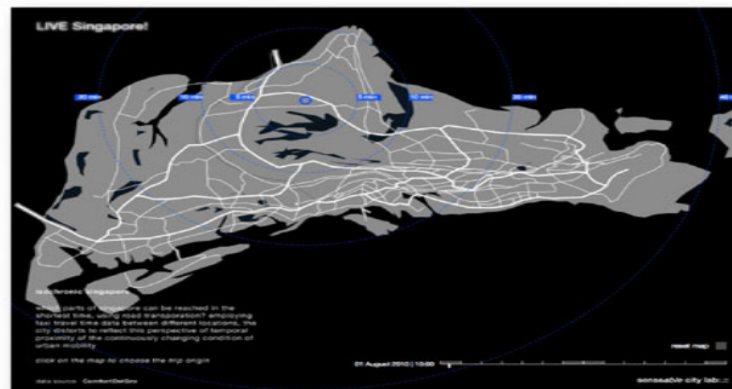 LIVE Singapore!
20 min
10 min
5 min
5 min
10 min
20 min
isochronic Singapore
which parts of singapore can be reached in the
shortest time, using road transporation? employing
taxi travel time data between different locations, the
city distorts to reflect this perspective of temporal
proximity of the continuously changing condition of
urban mobility
click on the map to choose the trip origin
data source ComfortDelGro
reset map
01 August 2010 | 10:00
senseable city lab